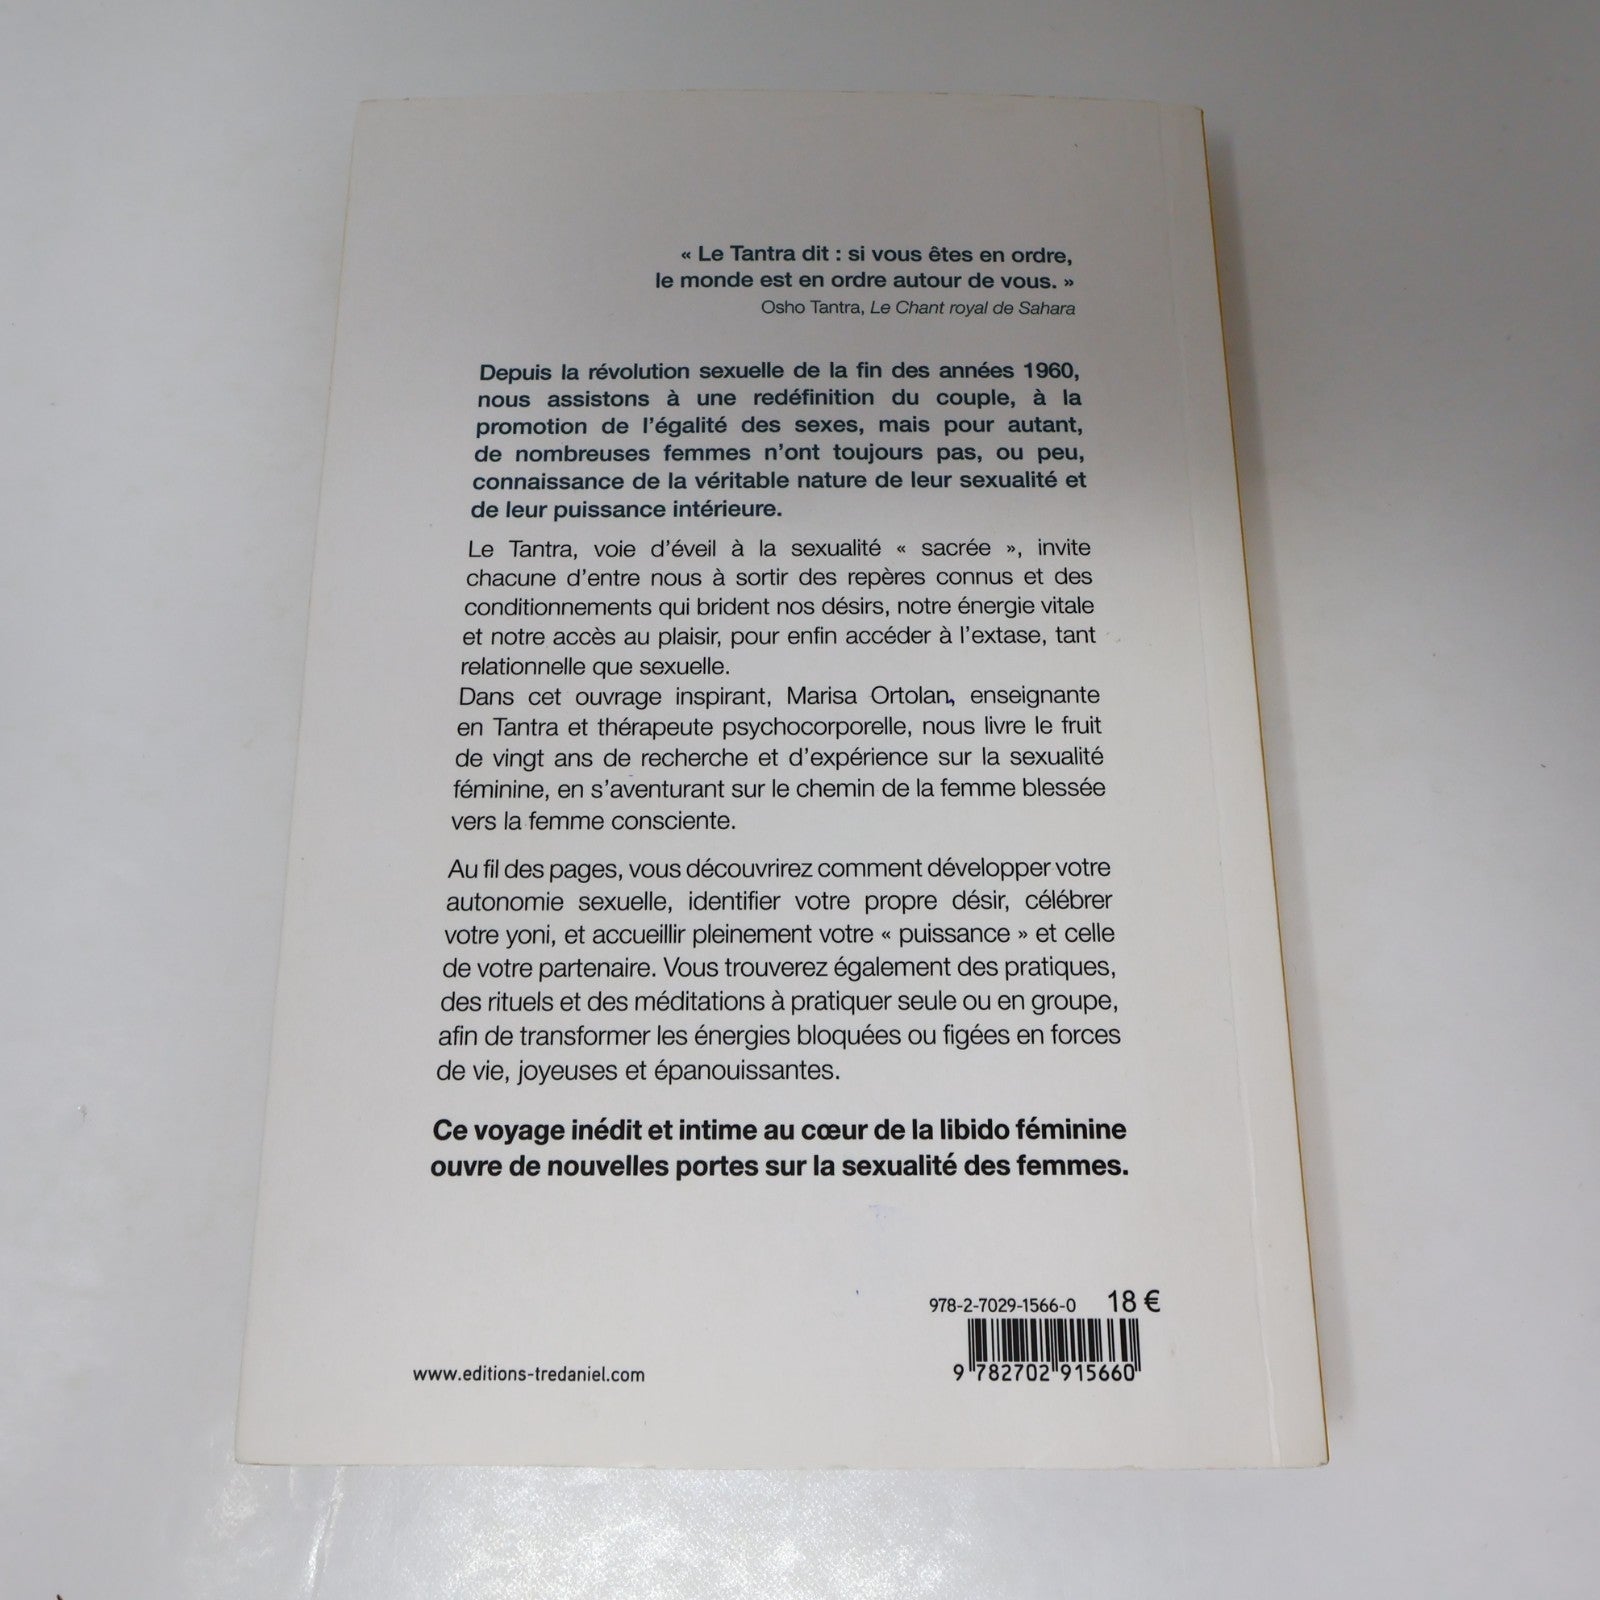 « Le Tantra dit : si vous êtes en ordre,
le monde est en ordre autour de vous. »
Osho Tantra, Le Chant royal de Sahara
Depuis la révolution sexuelle de la fin des années 1960,
nous assistons à une redéfinition du couple, à la
promotion de l'égalité des sexes, mais pour autant,
de nombreuses femmes n'ont toujours pas, ou peu,
connaissance de la véritable nature de leur sexualité et
de leur puissance intérieure.
Le Tantra, voie d'éveil à la sexualité « sacrée », invite
chacune d'entre nous à sortir des repères connus et des
conditionnements qui brident nos désirs, notre énergie vitale
et notre accès au plaisir, pour enfin accéder à l'extase, tant
relationnelle que sexuelle.
Dans cet ouvrage inspirant, Marisa Ortolan, enseignante
en Tantra et thérapeute psychocorporelle, nous livre le fruit
de vingt ans de recherche et d'expérience sur la sexualité
féminine, en s'aventurant sur le chemin de la femme blessée
vers la femme consciente.
Au fil des pages, vous découvrirez comment développer votre
autonomie sexuelle, identifier votre propre désir, célébrer
votre yoni, et accueillir pleinement votre « puissance » et celle
de votre partenaire. Vous trouverez également des pratiques,
des rituels et des méditations à pratiquer seule ou en groupe,
afin de transformer les énergies bloquées ou figées en forces
de vie, joyeuses et épanouissantes.
Ce voyage inédit et intime au cœur de la libido féminine
ouvre de nouvelles portes sur la sexualité des femmes.
978-2-7029-1566-0 18 €
www.editions-tredaniel.com
9 782702 915660